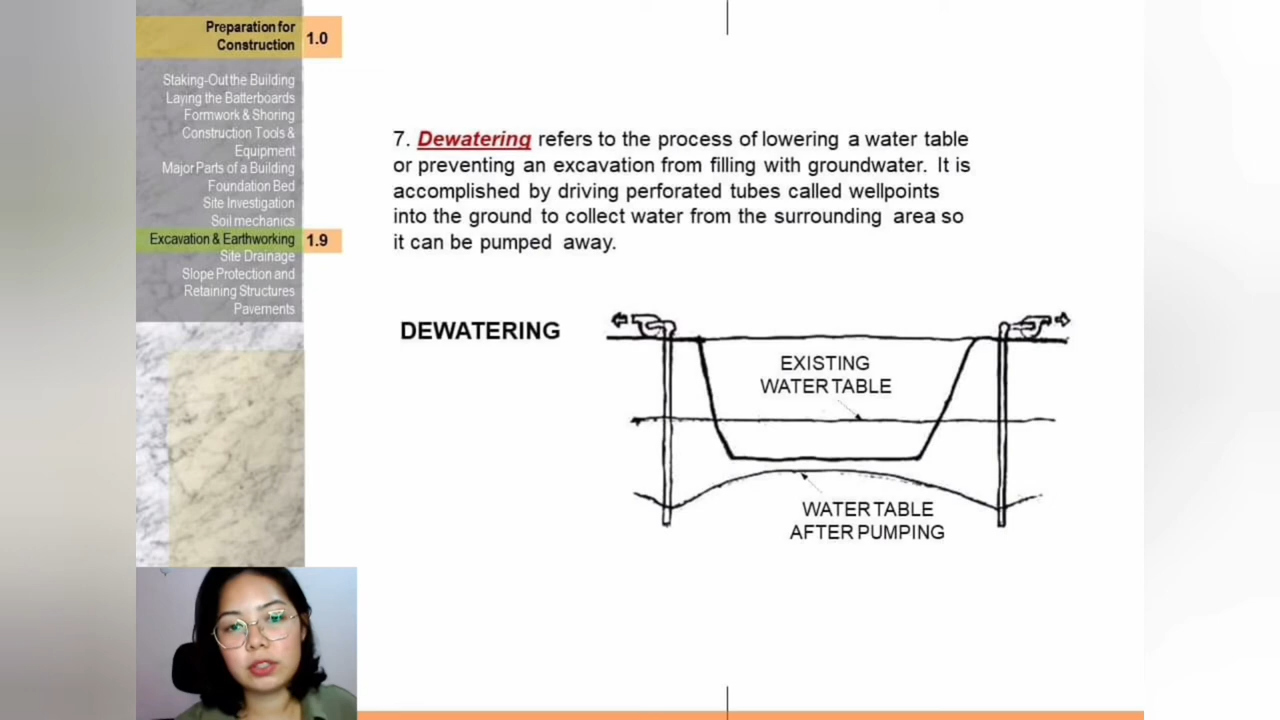 Preparation for
Construction 1.0
Staking-Out the Building
Laying the Batterboards
Formwork & Shoring
Construction Tools &
Equipment
Major Parts of a Building
Foundation Bed
Site Investigation
Soil mechanics
Excavation & Earthworking 1.9
Site Drainage
Slope Protection and
Retaining Structures
Pavements
7. Dewatering refers to the process of lowering a water table
or preventing an excavation from filling with groundwater. It is
accomplished by driving perforated tubes called wellpoints
into the ground to collect water from the surrounding area so
it can be pumped away.
DEWATERING
EXISTING
WATER TABLE
WATER TABLE
AFTER PUMPING